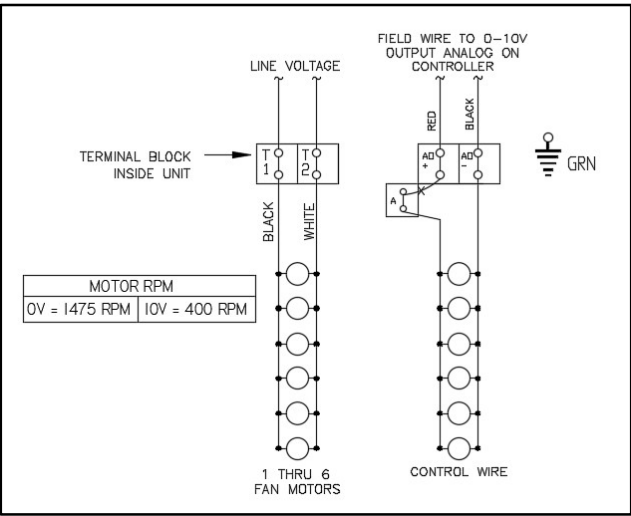 FIELD WIRE TO 0-10V
OUTPUT ANALOG ON
CONTROLLER
LINE VOLTAGE
RED
BLACK
TERMINAL BLOCK
INSIDE UNIT
T
1
T
2
AO
+
AO
-
GRN
A
X
BLACK
WHITE
MOTOR RPM
0V = 1475 RPM
10V = 400 RPM
1 THRU 6
FAN MOTORS
CONTROL WIRE